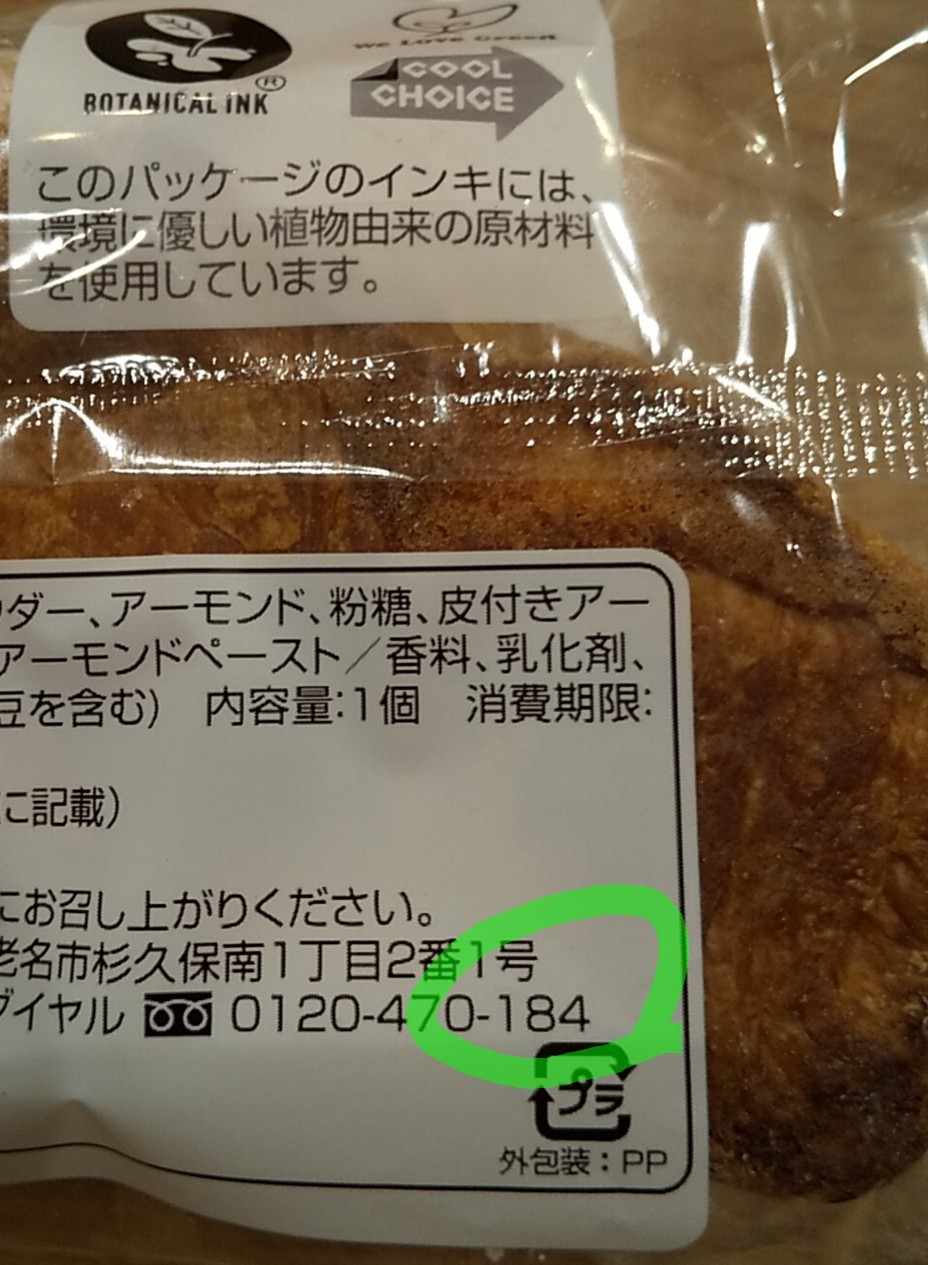 BOTANICAL INK
®
We Love Green
COOL
CHOICE
このパッケージのインキには、
環境に優しい植物由来の原材料
を使用しています。
ダー、アーモンド、粉糖、皮付きアー
アーモンドペースト／香料、乳化剤、
豆を含む) 内容量:1個 消費期限:
に記載)
にお召し上がりください。
老名市杉久保南1丁目2番1号
ダイヤル 0120-470-184
プラ
外包装：PP